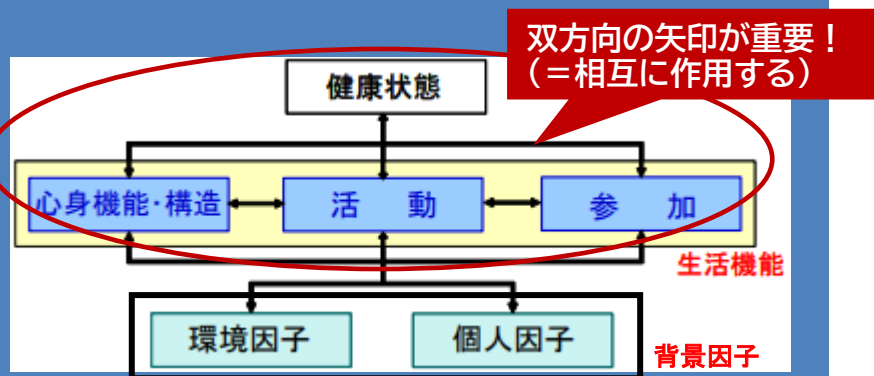 双方向の矢印が重要！
（＝相互に作用する）
健康状態
心身機能･構造
活動
参加
生活機能
環境因子
個人因子
背景因子